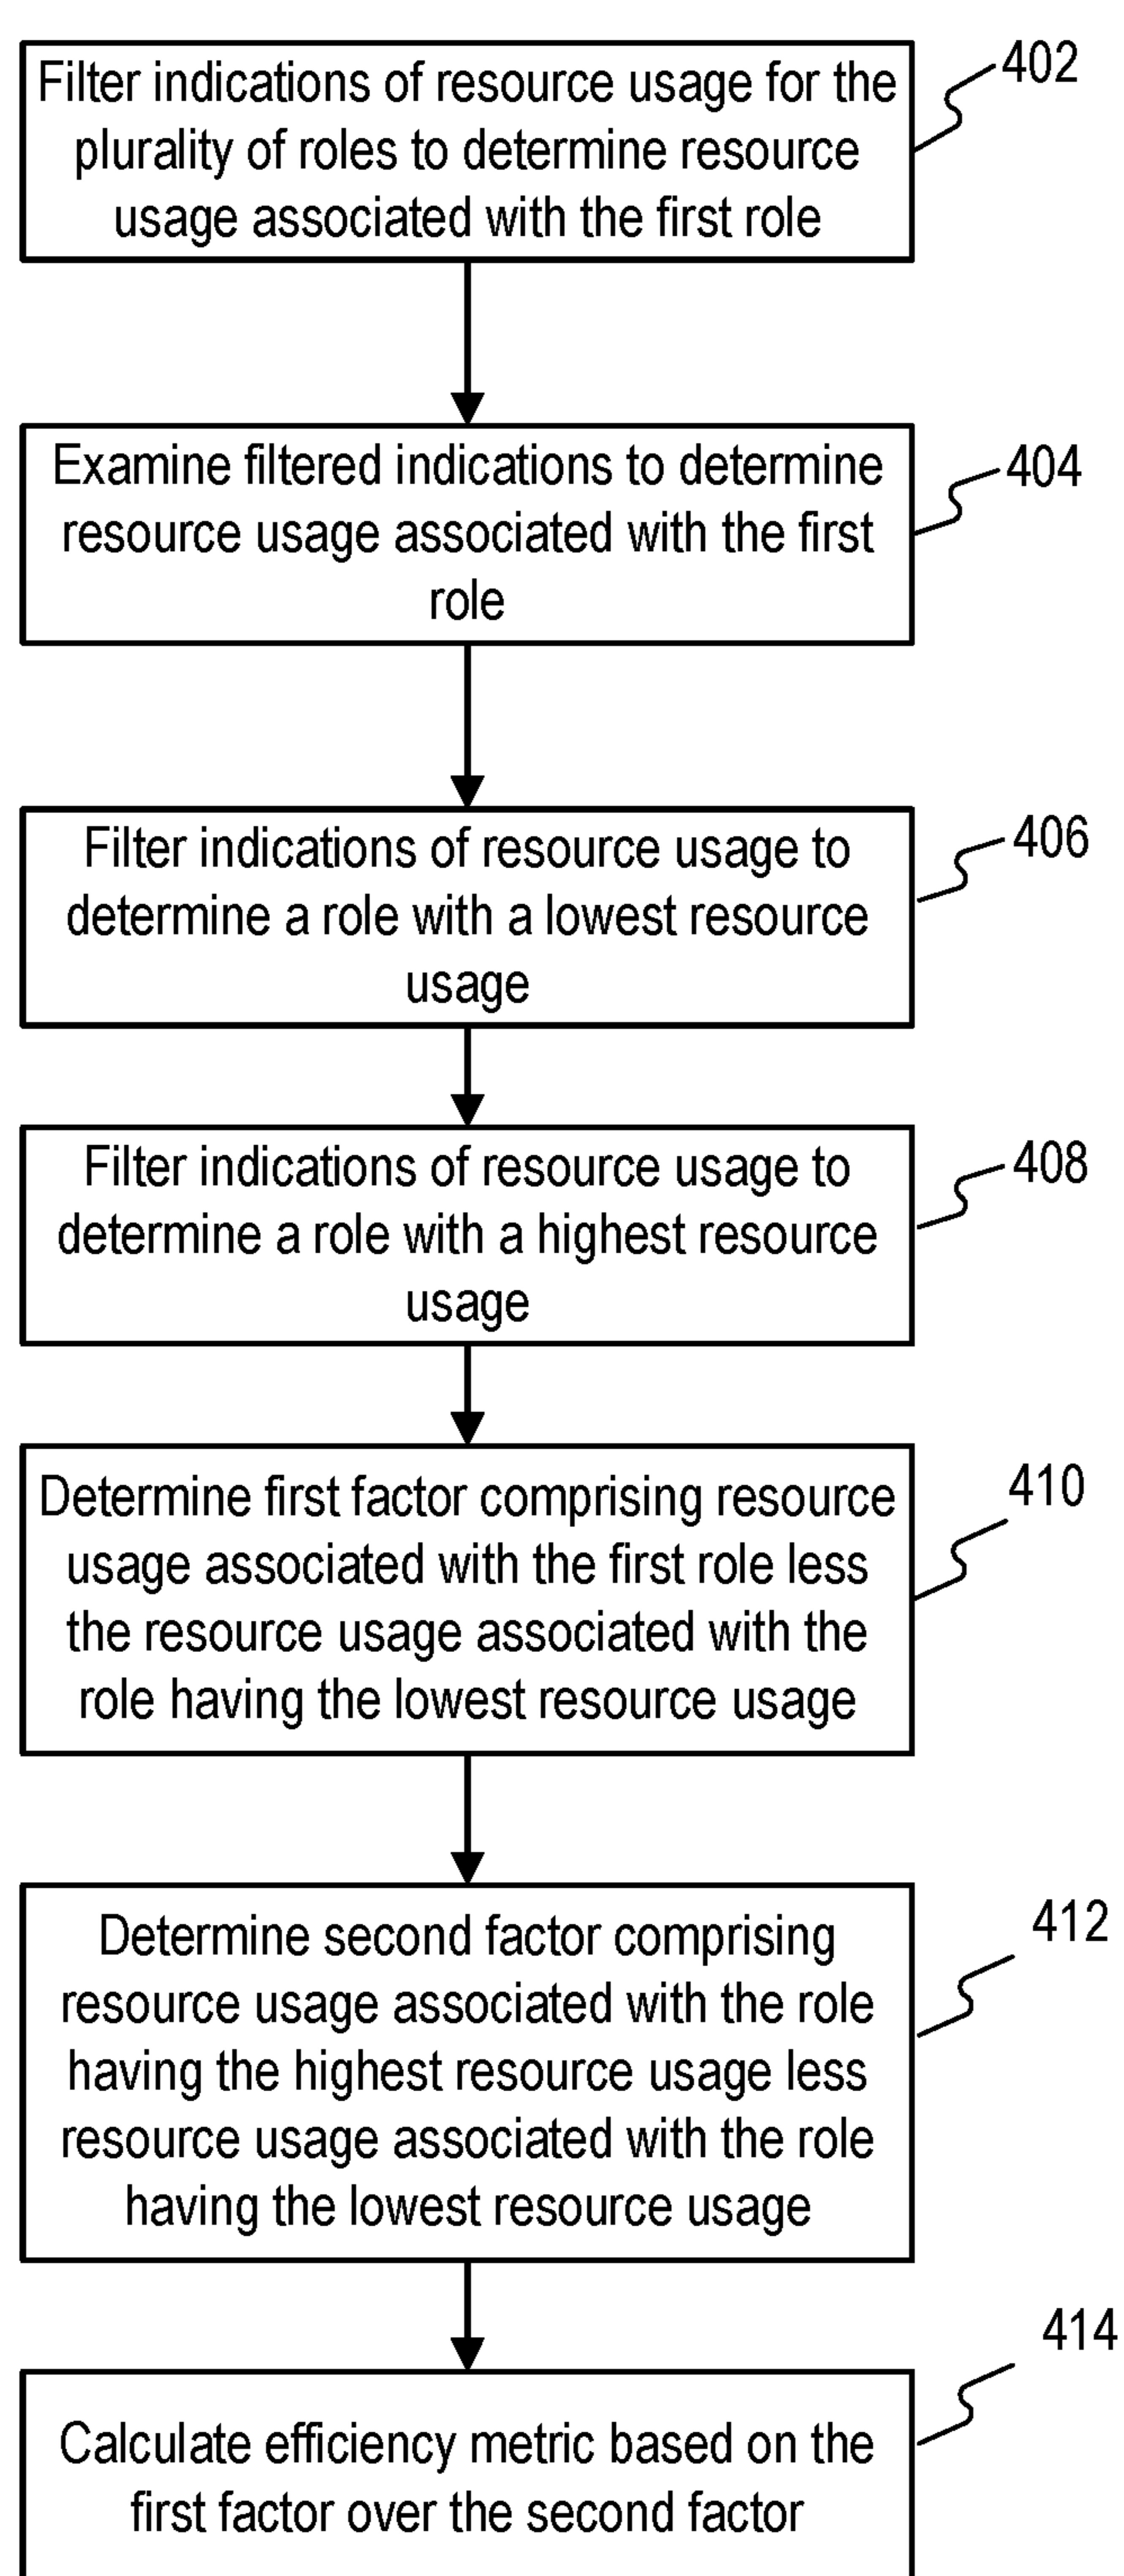 Filter indications of resource usage for the
plurality of roles to determine resource
usage associated with the first role
402
Examine filtered indications to determine
resource usage associated with the first
role
404
Filter indications of resource usage to
determine a role with a lowest resource
usage
406
Filter indications of resource usage to
determine a role with a highest resource
usage
408
Determine first factor comprising resource
usage associated with the first role less
the resource usage associated with the
role having the lowest resource usage
410
Determine second factor comprising
resource usage associated with the role
having the highest resource usage less
resource usage associated with the role
having the lowest resource usage
412
Calculate efficiency metric based on the
first factor over the second factor
414